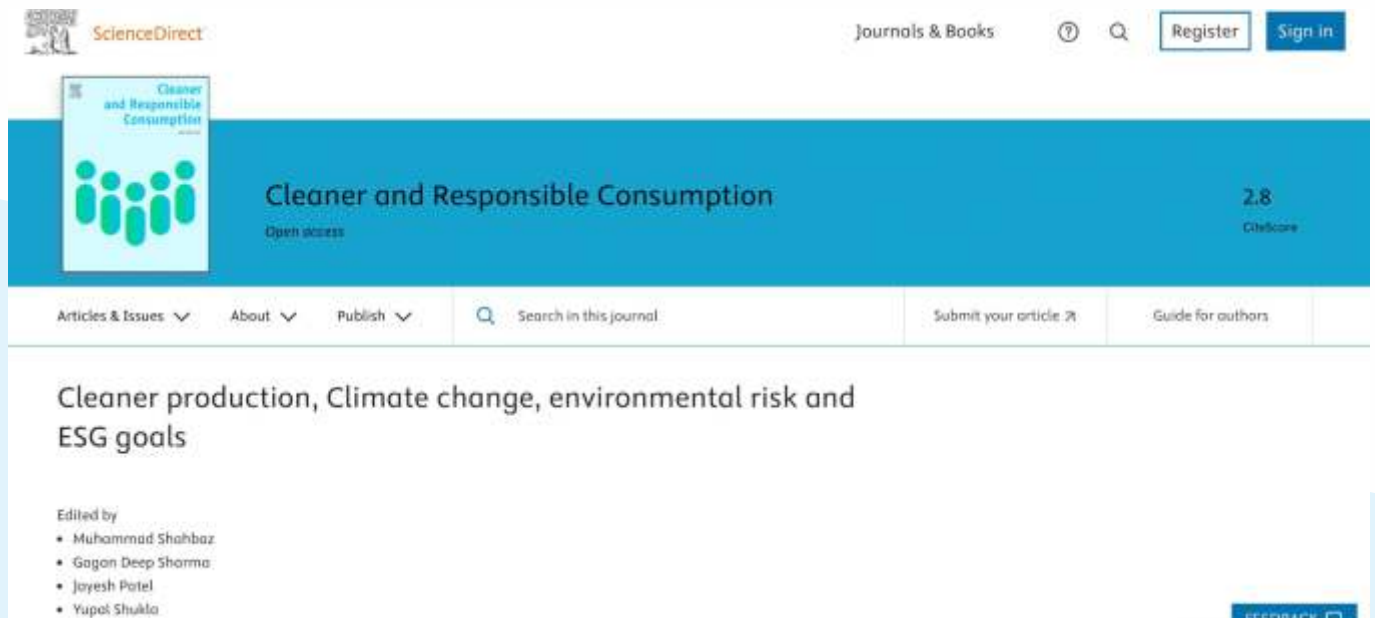 ScienceDirect
Journals & Books
Register
Sign in
Cleaner
and Responsible
Consumption
Cleaner and Responsible Consumption
Open access
2.8
CiteScore
Articles & Issues
About
Publish
Search in this journal
Submit your article
Guide for authors
Cleaner production, Climate change, environmental risk and
ESG goals
Edited by
• Muhammad Shahbaz
• Gagan Deep Sharma
• Jayesh Patel
• Yupal Shukla
FEEDBACK